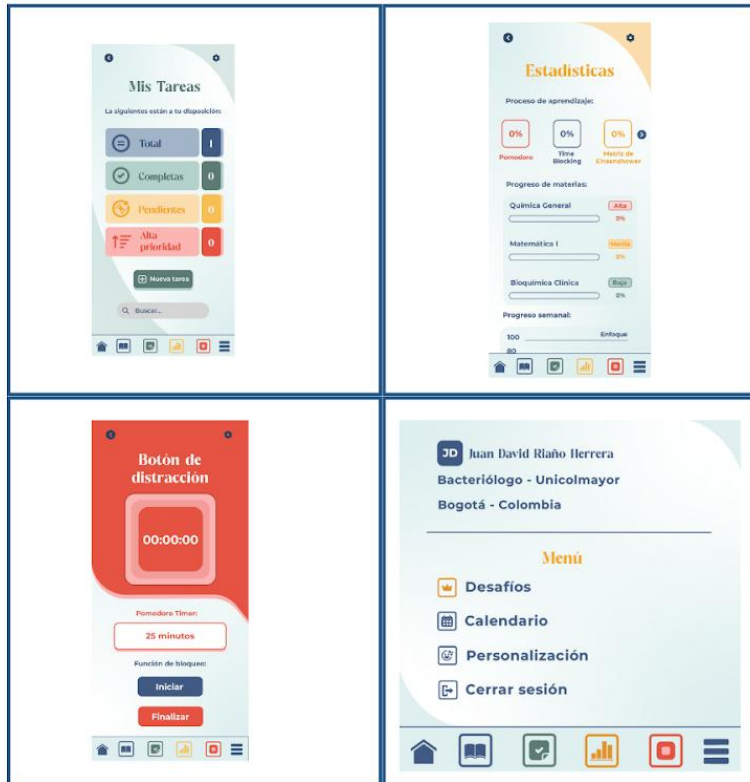 Mis Tareas
La siguientes están a tu disposición:
Total 1
Completas 0
Pendientes 0
Alta prioridad 0
Nueva tarea
Buscar...
Estadísticas
Proceso de aprendizaje:
0% 0% 0%
Pomodoro
Time
Blocking
Matriz de
Einsenshower
Progreso de materias:
Química General Alta
0%
Matemática I Media
0%
Bioquímica Clínica Baja
0%
Progreso semanal:
100 Enfoque
80
Botón de
distracción
00:00:00
Pomodoro Timer:
25 minutos
Función de bloqueo:
Iniciar
Finalizar
JD Juan David Riaño Herrera
Bacteriólogo - Unicolmayor
Bogotá - Colombia
Menú
Desafíos
Calendario
Personalización
Cerrar sesión